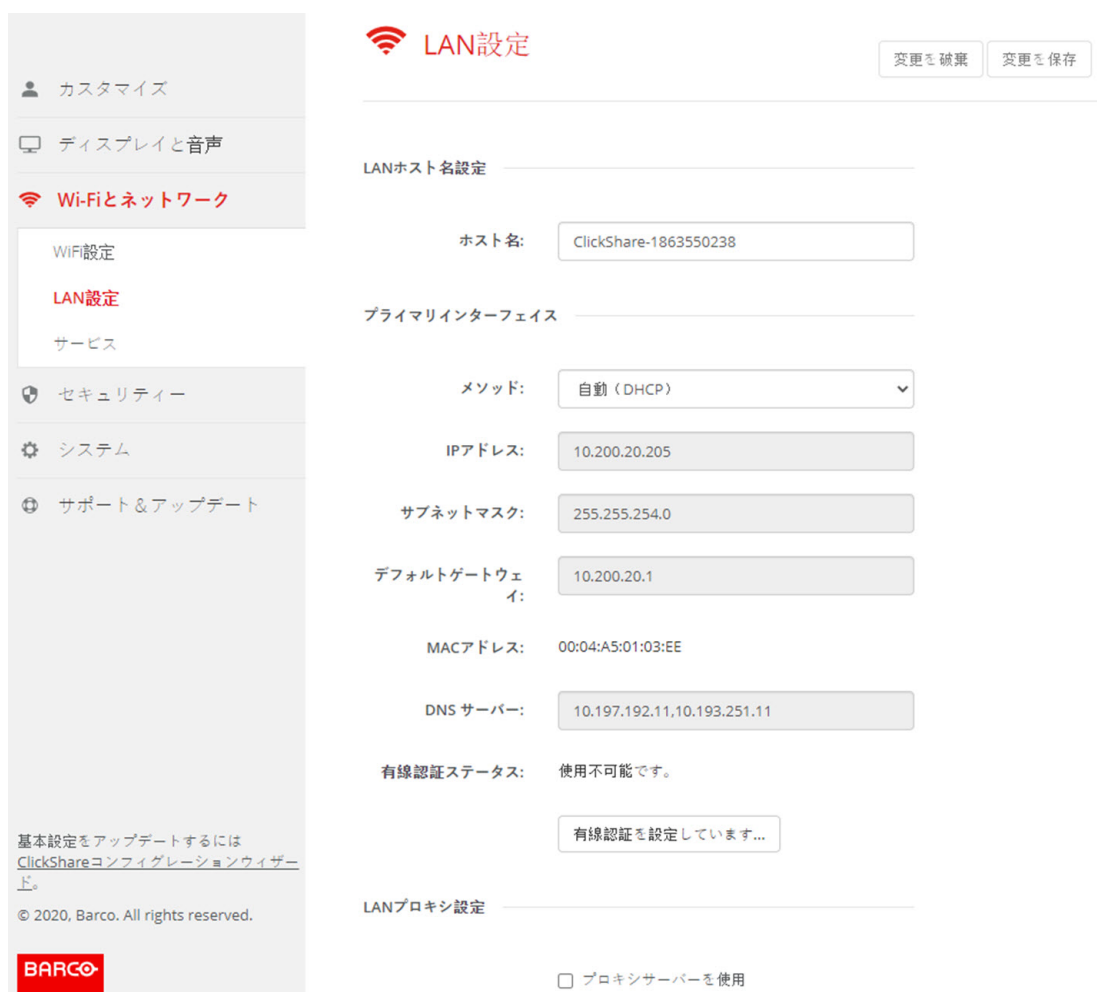 カスタマイズ
ディスプレイと音声
Wi-Fiとネットワーク
WiFi設定
LAN設定
サービス
セキュリティー
システム
サポート＆アップデート
基本設定をアップデートするには
ClickShareコンフィグレーションウィザー
ド。
© 2020, Barco. All rights reserved.
BARCO
LAN設定
変更を破棄 変更を保存
LANホスト名設定
ホスト名: ClickShare-1863550238
プライマリインターフェイス
メソッド: 自動（DHCP）
IPアドレス: 10.200.20.205
サブネットマスク: 255.255.254.0
デフォルトゲートウェ
イ: 10.200.20.1
MACアドレス: 00:04:A5:01:03:EE
DNS サーバー: 10.197.192.11,10.193.251.11
有線認証ステータス: 使用不可能です。
有線認証を設定しています...
LANプロキシ設定
プロキシサーバーを使用